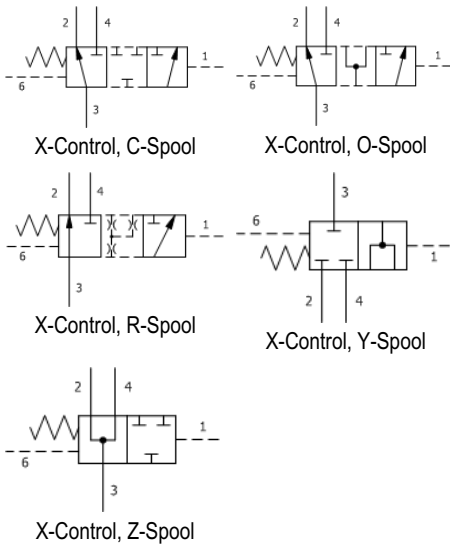 2 4 2 4
1 1
6 6
3 3
X-Control, C-Spool X-Control, O-Spool
2 4 3
6
1 1
6
3 2 4
X-Control, R-Spool X-Control, Y-Spool
2 4
1
6
3
X-Control, Z-Spool